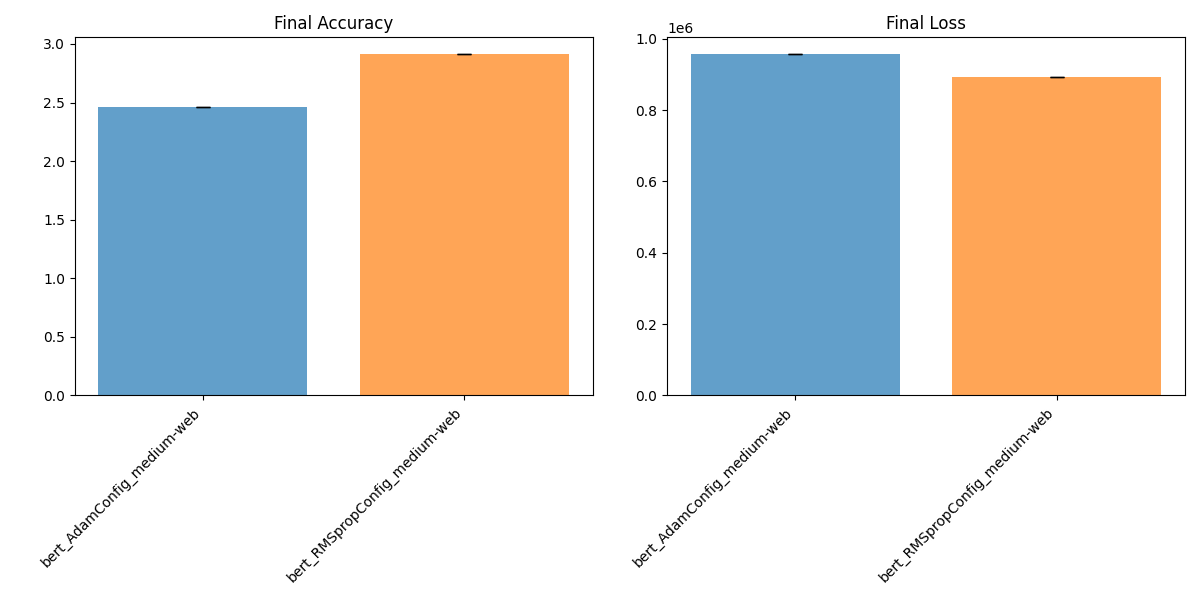 Final Accuracy
3.0
2.5
2.0
1.5
1.0
0.5
0.0
bert_AdamConfig_medium-web
bert_RMSpropConfig_medium-web
Final Loss
1e6
1.0
0.8
0.6
0.4
0.2
0.0
bert_AdamConfig_medium-web
bert_RMSpropConfig_medium-web